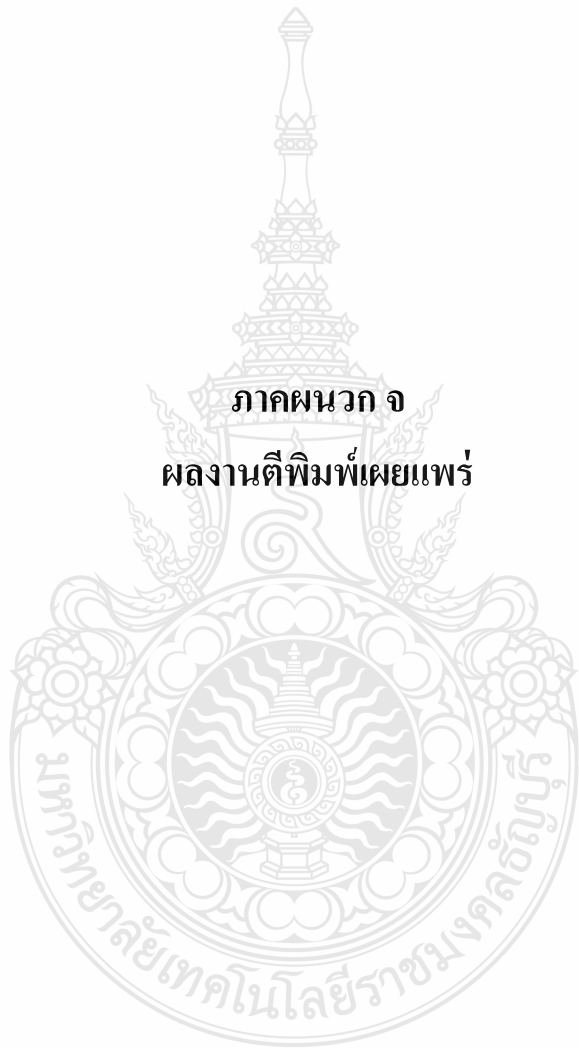 ภาคผนวก จ
ผลงานตีพิมพ์เผยแพร่
มหาวิทยาลัยเทคโนโลยีราชมงคลธัญบุรี